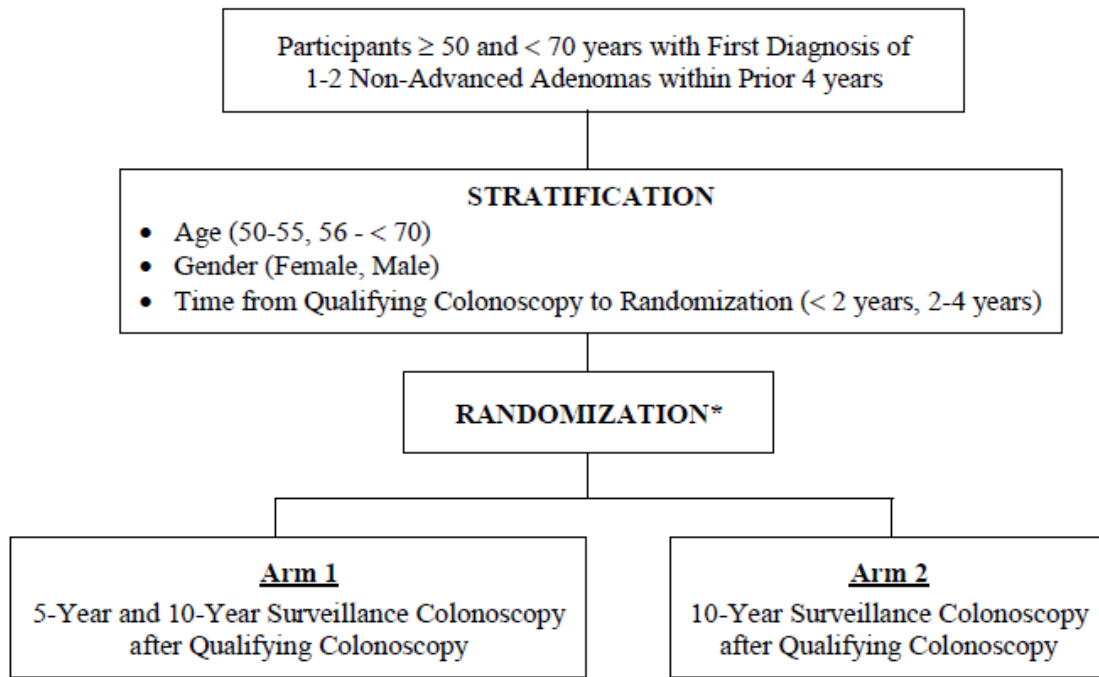 Participants ≥ 50 and < 70 years with First Diagnosis of
1-2 Non-Advanced Adenomas within Prior 4 years
STRATIFICATION
• Age (50-55, 56 - < 70)
• Gender (Female, Male)
• Time from Qualifying Colonoscopy to Randomization (< 2 years, 2-4 years)
RANDOMIZATION*
Arm 1
5-Year and 10-Year Surveillance Colonoscopy
after Qualifying Colonoscopy
Arm 2
10-Year Surveillance Colonoscopy
after Qualifying Colonoscopy